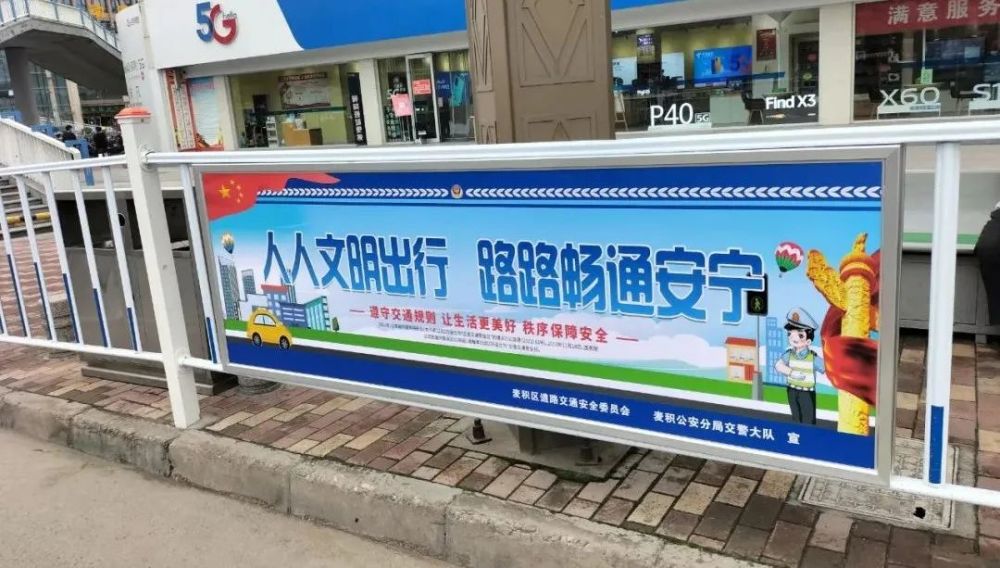 5G
hello
满意服务
5G
P40 5G
Find X3
X60
人人文明出行 路路畅通安宁
遵守交通规则 让生活更美好 秩序保障安全
麦积区道路交通安全委员会 麦积公安分局交警大队 宣